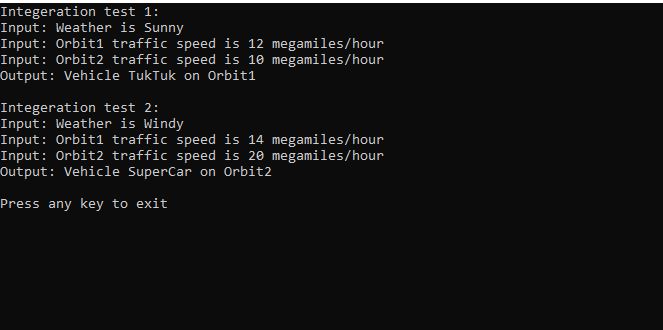 Integeration test 1:
Input: Weather is Sunny
Input: Orbit1 traffic speed is 12 megamiles/hour
Input: Orbit2 traffic speed is 10 megamiles/hour
Output: Vehicle TukTuk on Orbit1
Integeration test 2:
Input: Weather is Windy
Input: Orbit1 traffic speed is 14 megamiles/hour
Input: Orbit2 traffic speed is 20 megamiles/hour
Output: Vehicle SuperCar on Orbit2
Press any key to exit